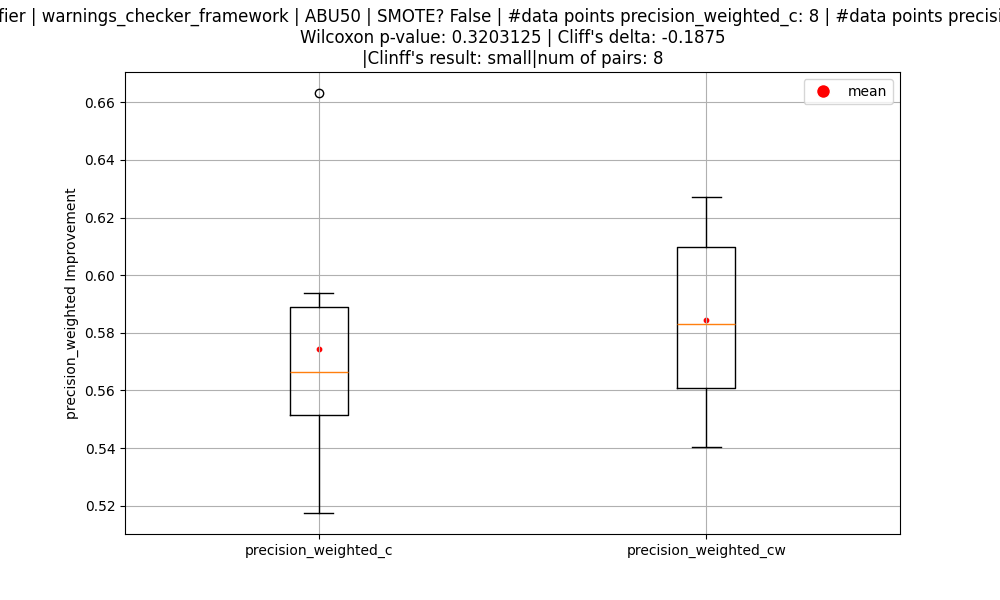 | warnings_checker_framework | ABU50 | SMOTE? False | #data points precision_weighted_c: 8 | #data points
Wilcoxon p-value: 0.3203125 | Cliff's delta: -0.1875
|Clinff's result: small|num of pairs: 8
mean
0.66
0.64
0.62
0.60
0.58
0.56
0.54
0.52
precision_weighted Improvement
precision_weighted_c
precision_weighted_cw